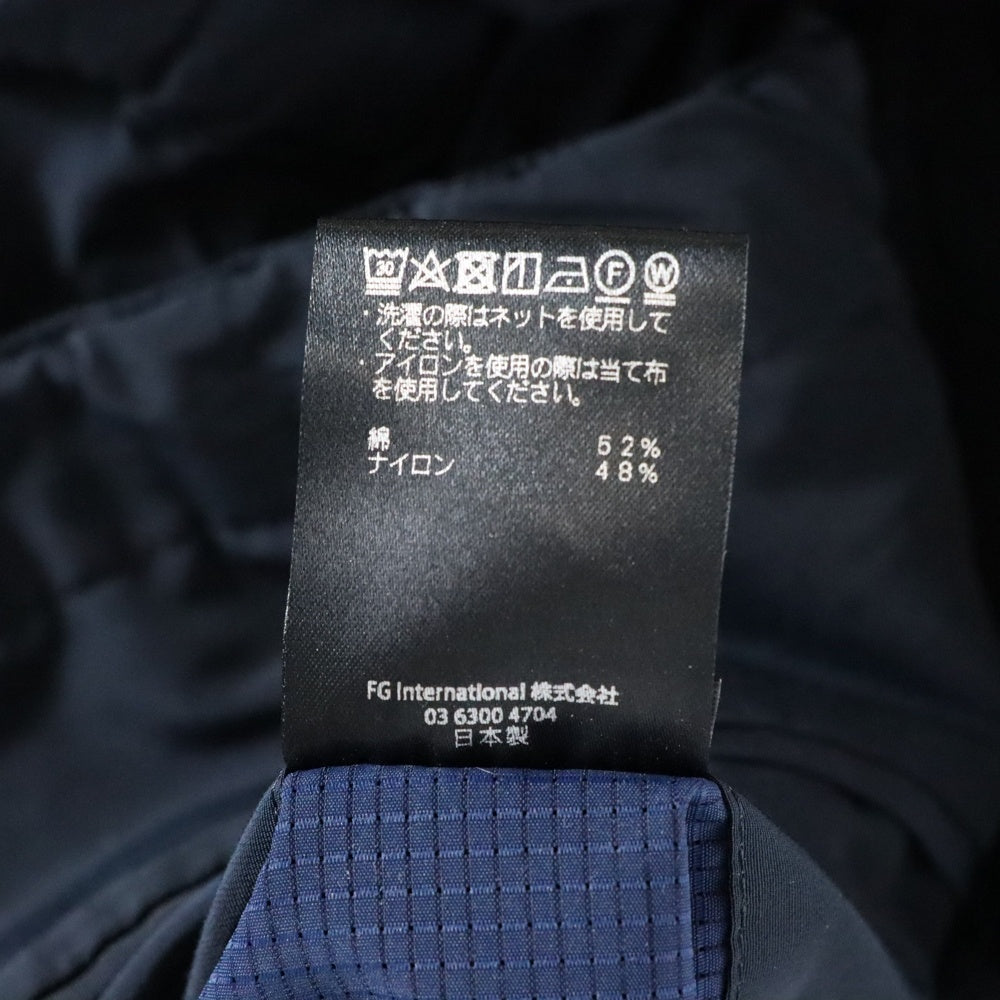 30 F W
・洗濯の際はネットを使用して
ください。
・アイロンを使用の際は当て布
を使用してください。
綿 52%
ナイロン 48%
FG International 株式会社
03 6300 4704
日本製